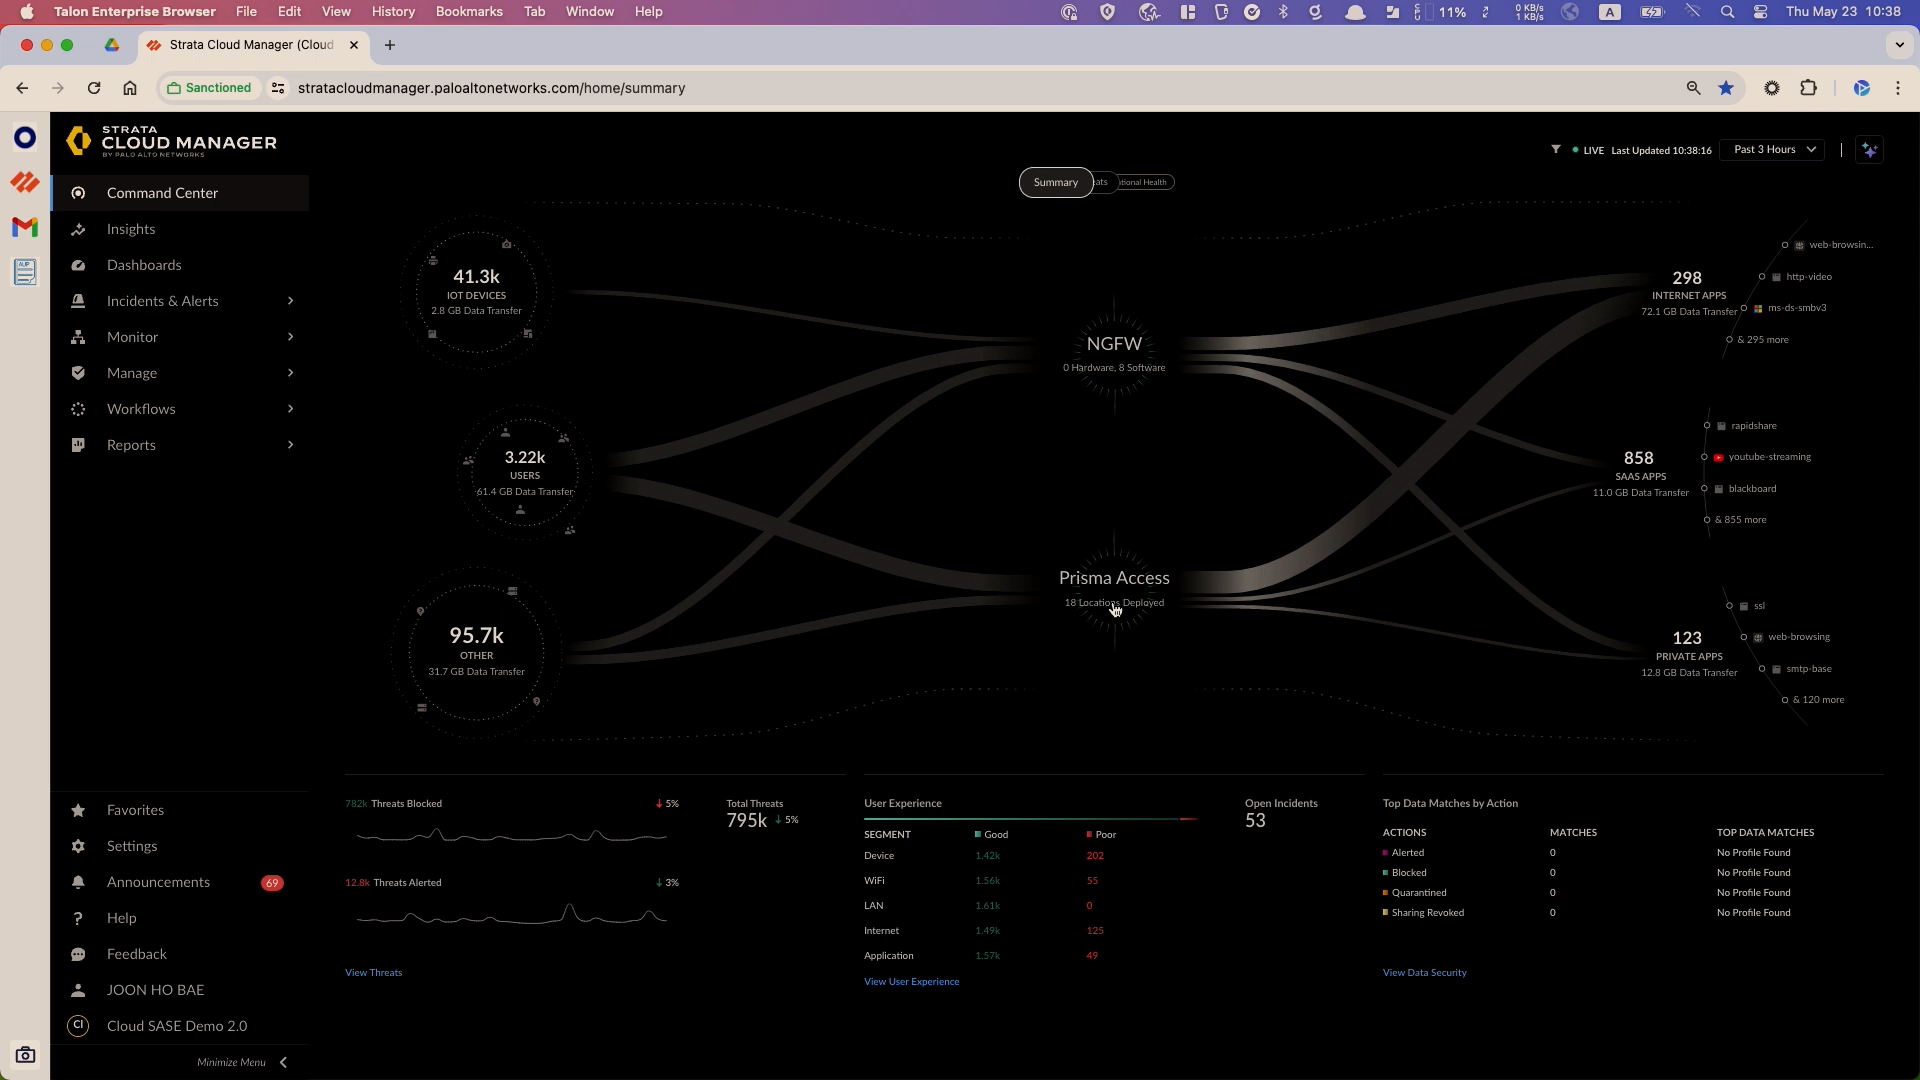 Talon Enterprise Browser File Edit View History Bookmarks Tab Window Help
11% 0 KB/s 1 KB/s A Thu May 23 10:38
Strata Cloud Manager (Cloud
Sanctioned stratacloudmanager.paloaltonetworks.com/home/summary
STRATA
CLOUD MANAGER
BY PALO ALTO NETWORKS
LIVE Last Updated 10:38:16 Past 3 Hours
Command Center
Insights
Dashboards
Incidents & Alerts
Monitor
Manage
Workflows
Reports
Favorites
Settings
Announcements 69
Help
Feedback
JOON HO BAE
CI Cloud SASE Demo 2.0
Minimize Menu
Summary eats tional Health
41.3k
IOT DEVICES
2.8 GB Data Transfer
3.22k
USERS
61.4 GB Data Transfer
95.7k
OTHER
31.7 GB Data Transfer
NGFW
0 Hardware, 8 Software
Prisma Access
18 Locations Deployed
298
INTERNET APPS
72.1 GB Data Transfer
web-browsin...
http-video
ms-ds-smbv3
& 295 more
858
SAAS APPS
11.0 GB Data Transfer
rapidshare
youtube-streaming
blackboard
& 855 more
123
PRIVATE APPS
12.8 GB Data Transfer
ssl
web-browsing
smtp-base
& 120 more
782k Threats Blocked 5%
12.8k Threats Alerted 3%
View Threats
Total Threats
795k 5%
User Experience
SEGMENT Good Poor
Device 1.42k 202
WiFi 1.56k 55
LAN 1.61k 0
Internet 1.49k 125
Application 1.57k 49
View User Experience
Open Incidents
53
Top Data Matches by Action
ACTIONS MATCHES TOP DATA MATCHES
Alerted 0 No Profile Found
Blocked 0 No Profile Found
Quarantined 0 No Profile Found
Sharing Revoked 0 No Profile Found
View Data Security